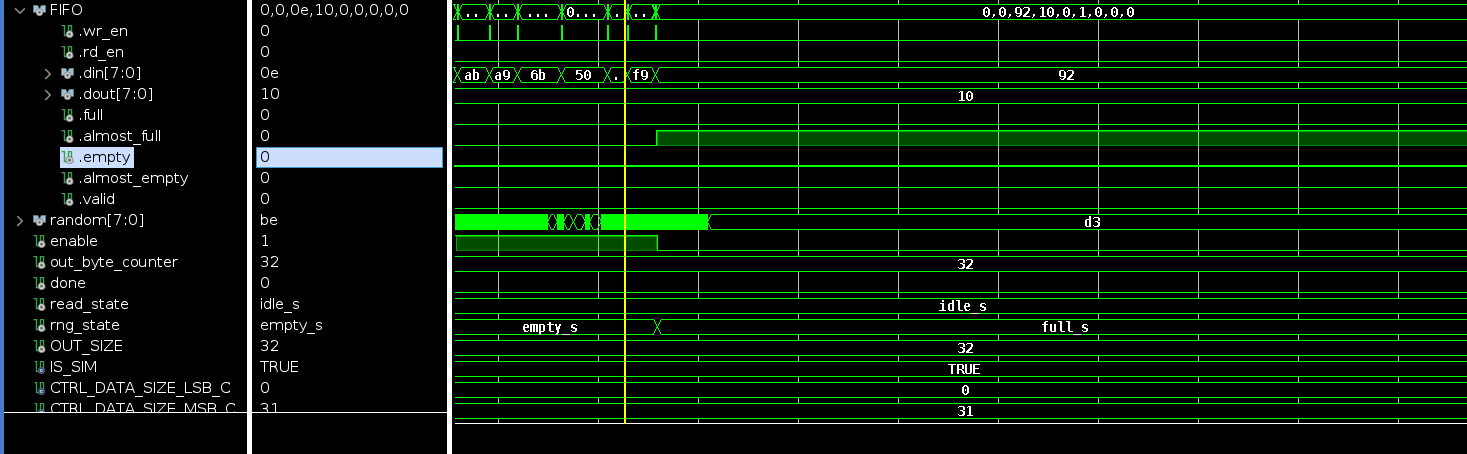 FIFO 0,0,0e,10,0,0,0,0,0 .. .. ... 0... . .. 0,0,92,10,0,1,0,0,0
.wr_en 0
.rd_en 0
.din[7:0] 0e ab a9 6b 50 . f9 92
.dout[7:0] 10 10
.full 0
.almost_full 0
.empty 0
.almost_empty 0
.valid 0
random[7:0] be d3
enable 1
out_byte_counter 32 32
done 0
read_state idle_s idle_s
rng_state empty_s empty_s full_s
OUT_SIZE 32 32
IS_SIM TRUE TRUE
CTRL_DATA_SIZE_LSB_C 0 0
CTRL_DATA_SIZE_MSB_C 31 31